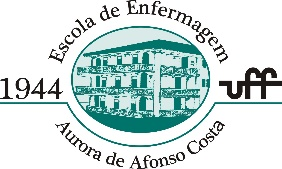 Escola de Enfermagem
1944 uff
Aurora de Afonso Costa